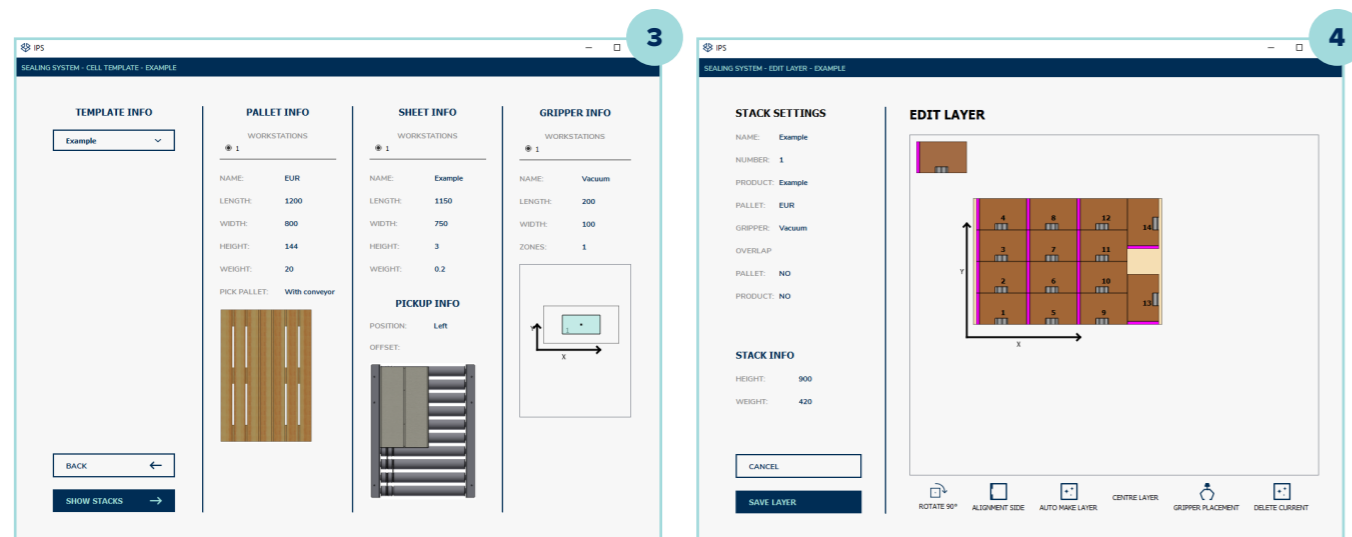 3
IPS
SEALING SYSTEM - CELL TEMPLATE - EXAMPLE
TEMPLATE INFO
Example
BACK
SHOW STACKS
PALLET INFO
WORKSTATIONS
1
NAME: EUR
LENGTH: 1200
WIDTH: 800
HEIGHT: 144
WEIGHT: 20
PICK PALLET: With conveyor
SHEET INFO
WORKSTATIONS
1
NAME: Example
LENGTH: 1150
WIDTH: 750
HEIGHT: 3
WEIGHT: 0.2
PICKUP INFO
POSITION: Left
OFFSET:
GRIPPER INFO
WORKSTATIONS
1
NAME: Vacuum
LENGTH: 200
WIDTH: 100
ZONES: 1
Y
1
X
4
IPS
SEALING SYSTEM - EDIT LAYER - EXAMPLE
STACK SETTINGS
NAME: Example
NUMBER: 1
PRODUCT: Example
PALLET: EUR
GRIPPER: Vacuum
OVERLAP
PALLET: NO
PRODUCT: NO
STACK INFO
HEIGHT: 900
WEIGHT: 420
CANCEL
SAVE LAYER
EDIT LAYER
4 8 12 14
3 7 11
Y
2 6 10
1 5 9 13
X
ROTATE 90° ALIGNMENT SIDE AUTO MAKE LAYER CENTRE LAYER GRIPPER PLACEMENT DELETE CURRENT